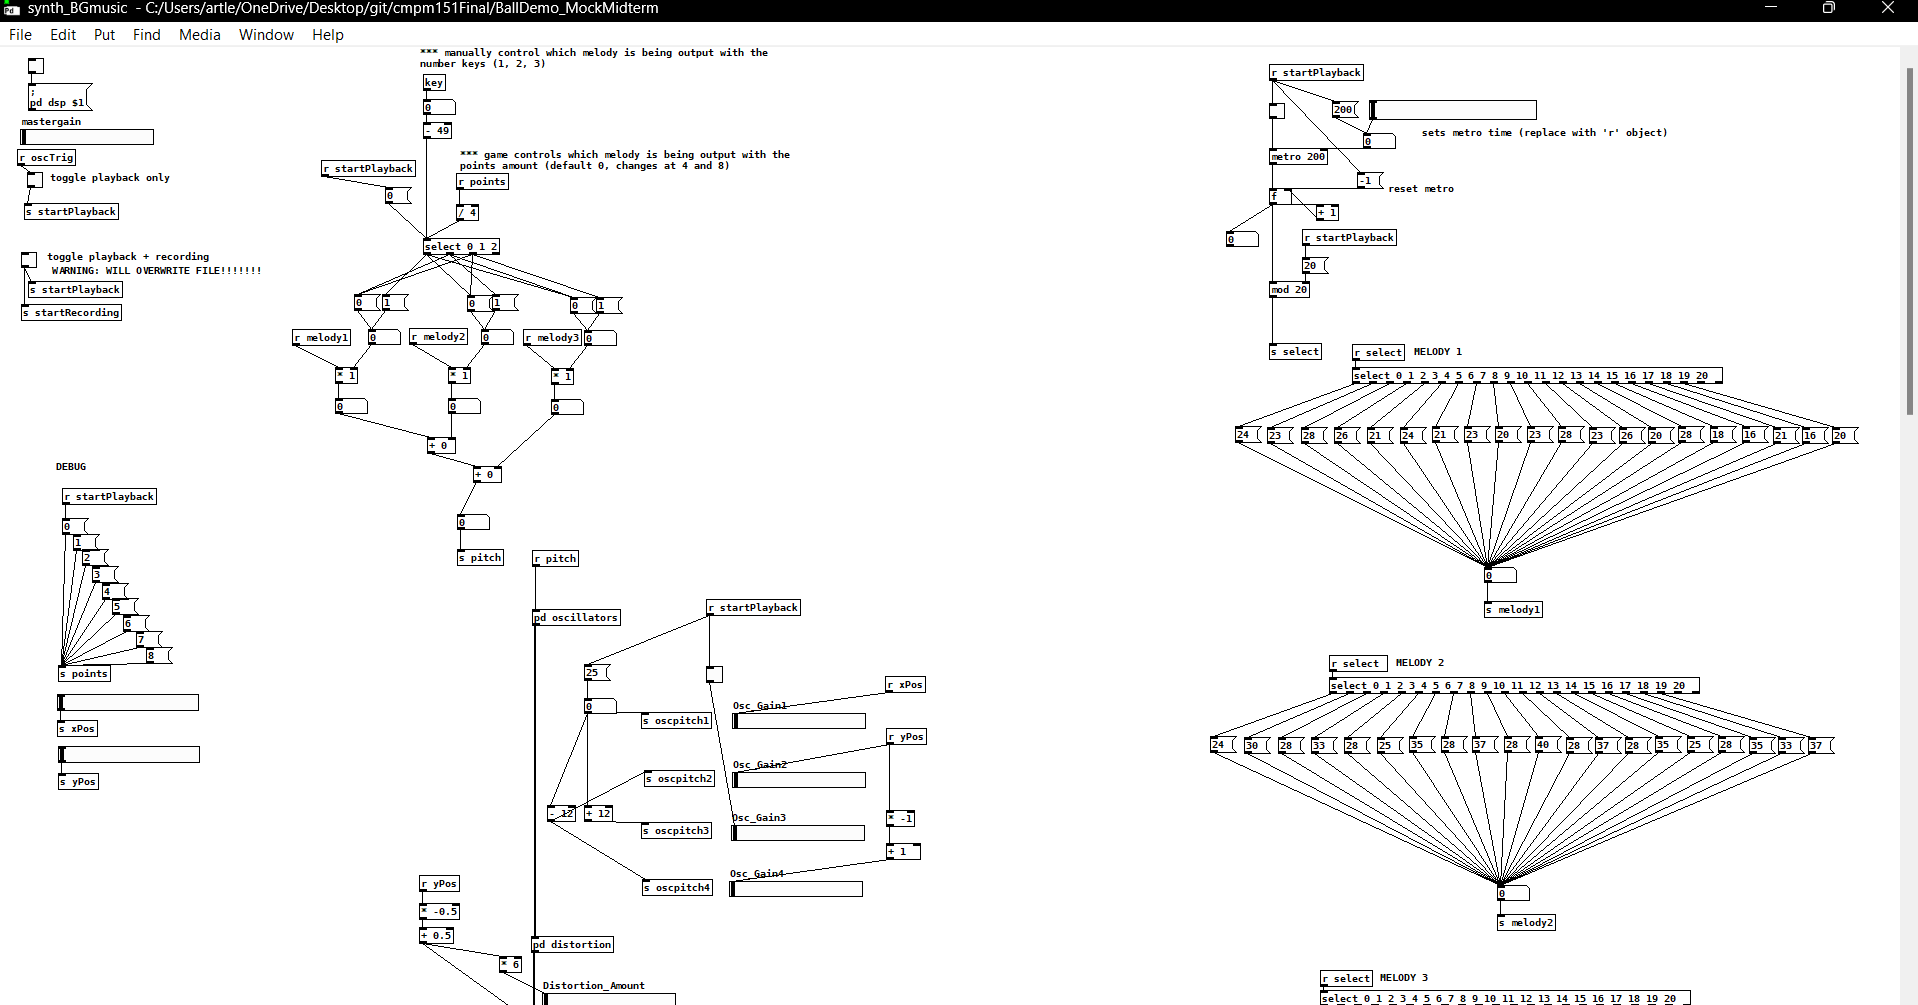 synth_BGmusic - C:/Users/artle/OneDrive/Desktop/git/cmpm151Final/BallDemo_MockMidterm
File Edit Put Find Media Window Help
;
pd dsp $1
mastergain
r oscTrig
toggle playback only
s startPlayback
toggle playback + recording
WARNING: WILL OVERWRITE FILE!!!!!!!
s startPlayback
s startRecording
*** manually control which melody is being output with the
number keys (1, 2, 3)
key
0
- 49
*** game controls which melody is being output with the
points amount (default 0, changes at 4 and 8)
r startPlayback
r points
0
/ 4
select 0 1 2
0 1 0 1 0 1
r melody1 0 r melody2 0 r melody3 0
* 1 * 1 * 1
0 0 0
+ 0
+ 0
0
s pitch
DEBUG
r startPlayback
0
1
2
3
4
5
6
7
8
s points
s xPos
s yPos
r pitch
pd oscillators
r startPlayback
25
0
s oscpitch1
Osc_Gain1
r xPos
s oscpitch2
Osc_Gain2
r yPos
- 12
+ 12
s oscpitch3
Osc_Gain3
* -1
+ 1
s oscpitch4
Osc_Gain4
r yPos
* -0.5
+ 0.5
* 6
pd distortion
Distortion_Amount
r startPlayback
200
0
sets metro time (replace with 'r' object)
metro 200
-1
reset metro
f
+ 1
0
r startPlayback
20
mod 20
s select
r select MELODY 1
select 0 1 2 3 4 5 6 7 8 9 10 11 12 13 14 15 16 17 18 19 20
24 23 28 26 21 24 21 23 20 23 28 23 26 20 28 18 16 21 16 20
0
s melody1
r select MELODY 2
select 0 1 2 3 4 5 6 7 8 9 10 11 12 13 14 15 16 17 18 19 20
24 30 28 33 28 25 35 28 37 28 40 28 37 28 35 25 28 35 33 37
0
s melody2
r select MELODY 3
select 0 1 2 3 4 5 6 7 8 9 10 11 12 13 14 15 16 17 18 19 20